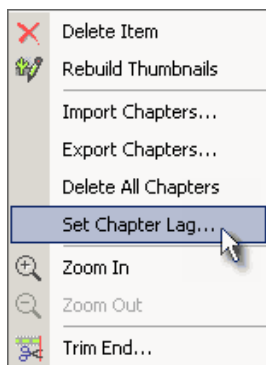 Delete Item
Rebuild Thumbnails
Import Chapters...
Export Chapters...
Delete All Chapters
Set Chapter Lag...
Zoom In
Zoom Out
Trim End...